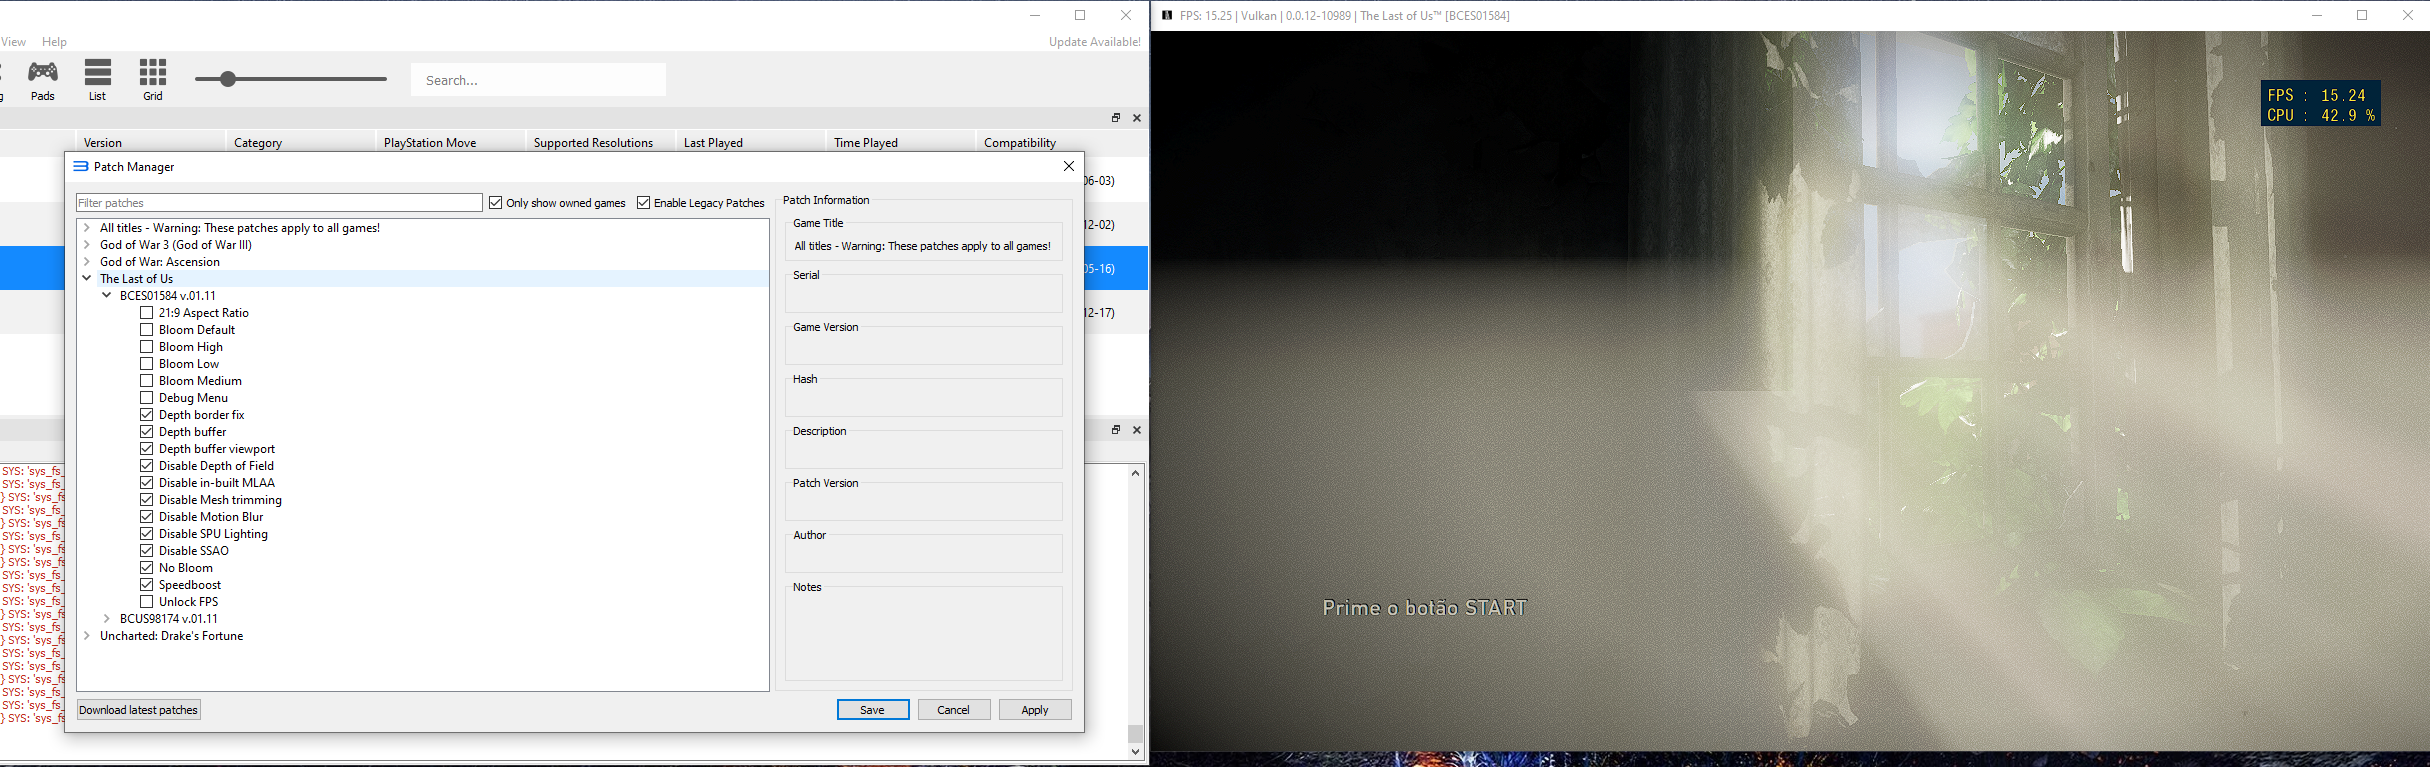 View Help
Update Available!
g Pads List Grid
Search...
Version Category PlayStation Move Supported Resolutions Last Played Time Played Compatibility
Patch Manager
06-03)
12-02)
05-16)
12-17)
Filter patches
Only show owned games
Enable Legacy Patches
All titles - Warning: These patches apply to all games!
God of War 3 (God of War III)
God of War: Ascension
The Last of Us
BCES01584 v.01.11
21:9 Aspect Ratio
Bloom Default
Bloom High
Bloom Low
Bloom Medium
Debug Menu
Depth border fix
Depth buffer
Depth buffer viewport
Disable Depth of Field
Disable in-built MLAA
Disable Mesh trimming
Disable Motion Blur
Disable SPU Lighting
Disable SSAO
No Bloom
Speedboost
Unlock FPS
BCUS98174 v.01.11
Uncharted: Drake's Fortune
Patch Information
Game Title
All titles - Warning: These patches apply to all games!
Serial
Game Version
Hash
Description
Patch Version
Author
Notes
Download latest patches
Save
Cancel
Apply
SYS: 'sys_fs_
SYS: 'sys_fs_
} SYS: 'sys_fs
SYS: 'sys_fs_
} SYS: 'sys_fs
SYS: 'sys_fs_
} SYS: 'sys_fs
} SYS: 'sys_fs
SYS: 'sys_fs_
SYS: 'sys_fs_
SYS: 'sys_fs_
} SYS: 'sys_fs
SYS: 'sys_fs_
} SYS: 'sys_fs
SYS: 'sys_fs_
SYS: 'sys_fs_
} SYS: 'sys_fs
SYS: 'sys_fs_
SYS: 'sys_fs_
} SYS: 'sys_fs
FPS: 15.25 | Vulkan | 0.0.12-10989 | The Last of Us™ [BCES01584]
FPS : 15.24
CPU : 42.9 %
Prime o botão START